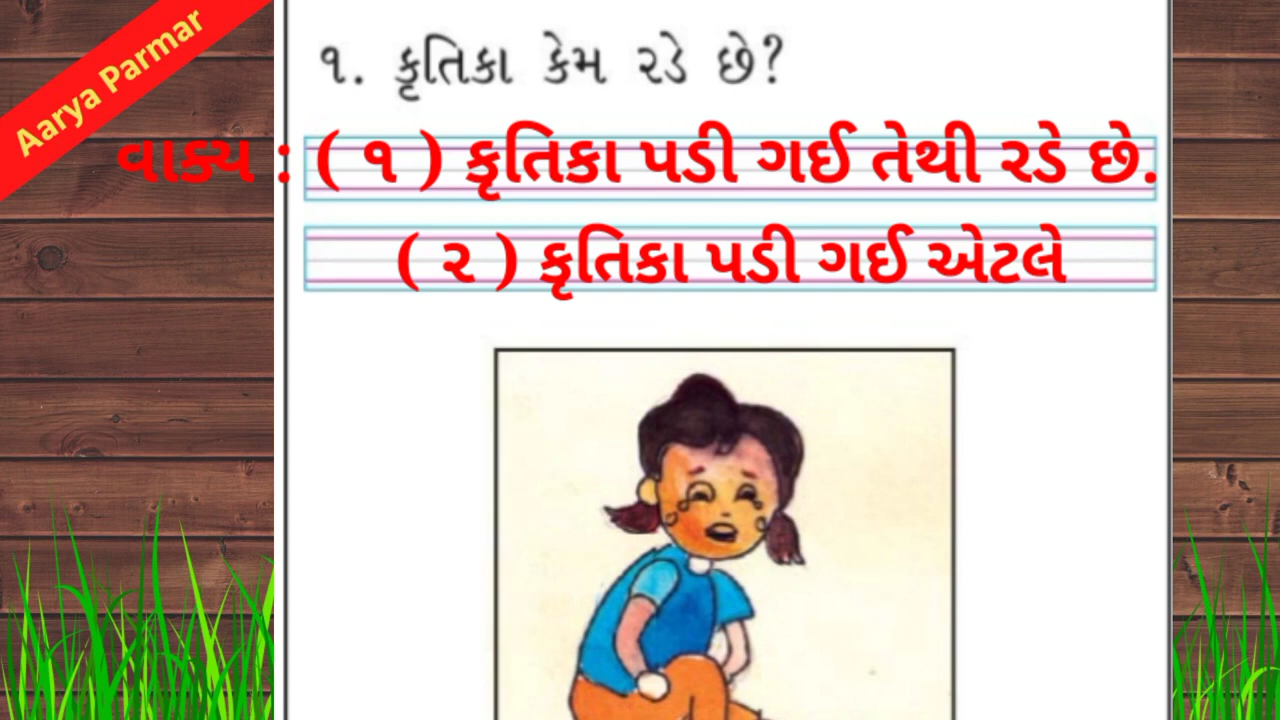 Aarya Parmar
૧. કૃતિકા કેમ રડે છે?
વાક્ય : ( ૧ ) કૃતિકા પડી ગઈ તેથી રડે છે.
( ૨ ) કૃતિકા પડી ગઈ એટલે